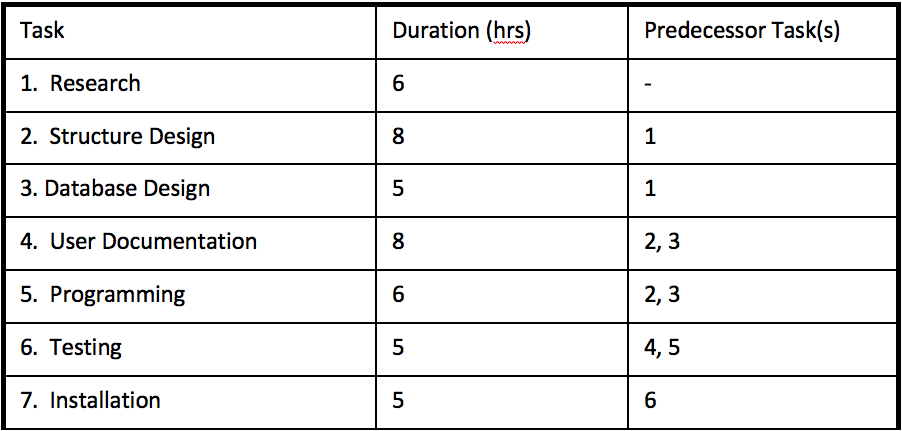 Task Duration (hrs) Predecessor Task(s)
1. Research 6 -
2. Structure Design 8 1
3. Database Design 5 1
4. User Documentation 8 2, 3
5. Programming 6 2, 3
6. Testing 5 4, 5
7. Installation 5 6